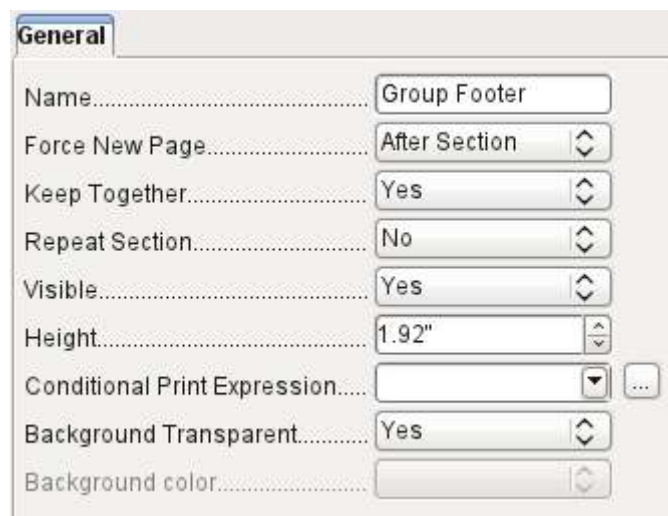 General
Name........................................ Group Footer
Force New Page....................... After Section
Keep Together.......................... Yes
Repeat Section......................... No
Visible....................................... Yes
Height....................................... 1.92"
Conditional Print Expression..... ...
Background Transparent........... Yes
Background color......................